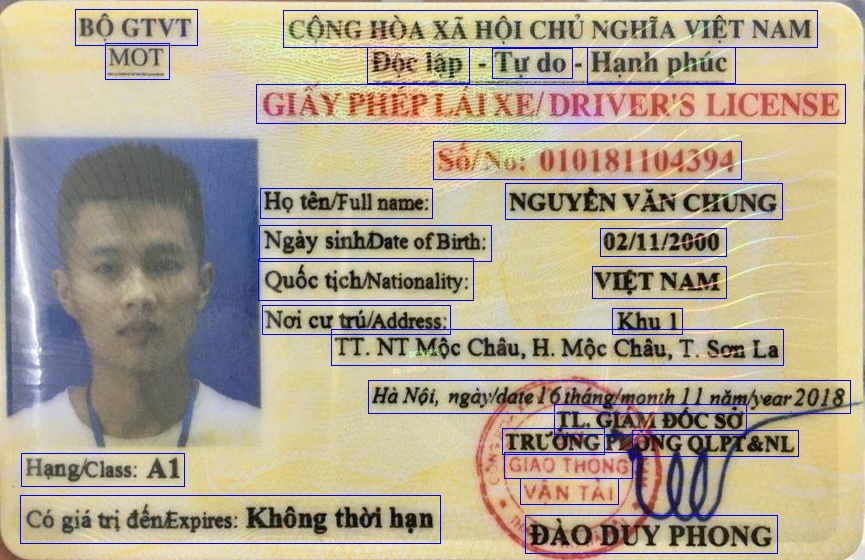 BỘ GTVT
MOT
CỘNG HÒA XÃ HỘI CHỦ NGHĨA VIỆT NAM
Độc lập - Tự do - Hạnh phúc
GIẤY PHÉP LÁI XE/ DRIVER'S LICENSE
Số/No: 010181104394
Họ tên/Full name: NGUYỄN VĂN CHUNG
Ngày sinh/Date of Birth: 02/11/2000
Quốc tịch/Nationality: VIỆT NAM
Nơi cư trú/Address: Khu 1
TT. NT Mộc Châu, H. Mộc Châu, T. Sơn La
Hà Nội, ngày/date 16 tháng/month 11 năm/year 2018
TL. GIÁM ĐỐC SỞ
TRƯỞNG PHÒNG QLPT&NL
GIAO THÔNG
VẬN TẢI
Hạng/Class: A1
Có giá trị đến/Expires: Không thời hạn
ĐÀO DUY PHONG